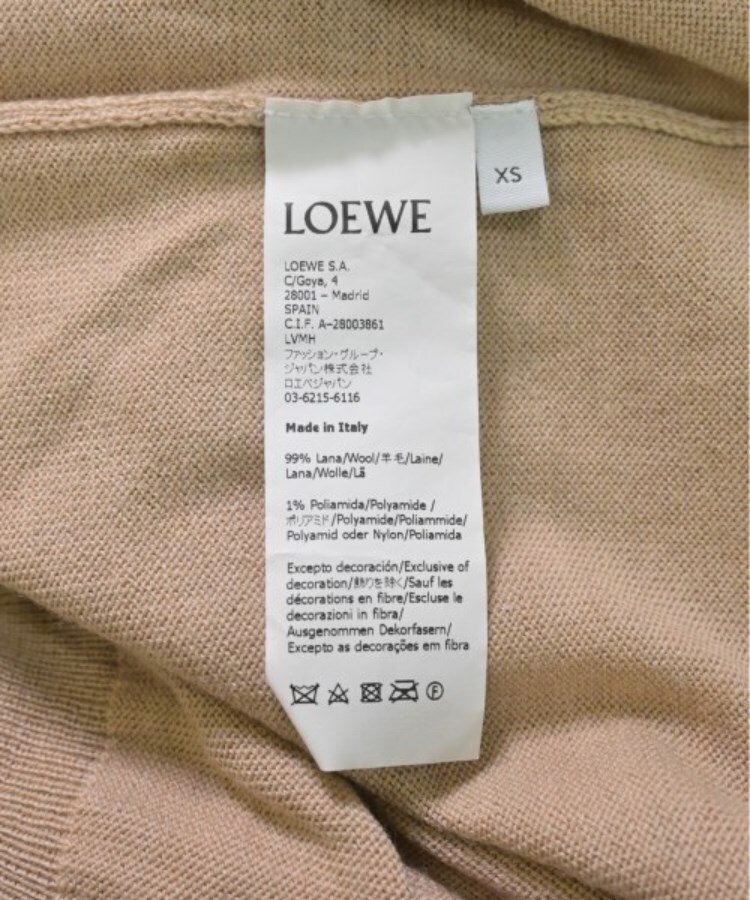 XS
LOEWE
LOEWE S.A.
C/Goya, 4
28001 – Madrid
SPAIN
C.I.F. A–28003861
LVMH
ファッション・グループ・
ジャパン株式会社
ロエベジャパン
03-6215-6116
Made in Italy
99% Lana/Wool/羊毛/Laine/
Lana/Wolle/Lã
1% Poliamida/Polyamide /
ポリアミド/Polyamide/Poliammide/
Polyamid oder Nylon/Poliamida
Excepto decoración/Exclusive of
decoration/飾りを除く/Sauf les
décorations en fibre/Escluse le
decorazioni in fibra/
Ausgenommen Dekorfasern/
Excepto as decorações em fibra
F